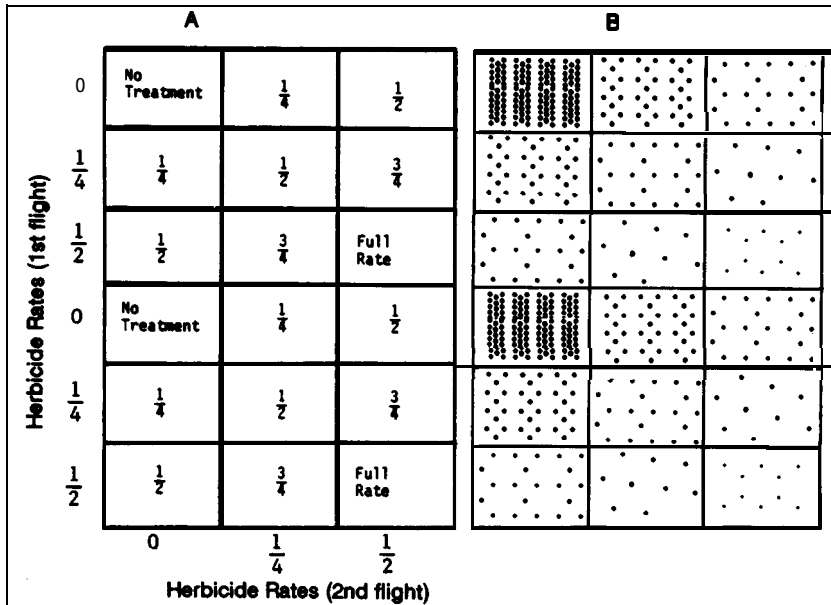 A B
0 No
Treatment 1/4 1/2
1/4 1/4 1/2 3/4
1/2 1/2 3/4 Full
Rate
0 No
Treatment 1/4 1/2
1/4 1/4 1/2 3/4
1/2 1/2 3/4 Full
Rate
0 1/4 1/2
Herbicide Rates (1st flight)
Herbicide Rates (2nd flight)